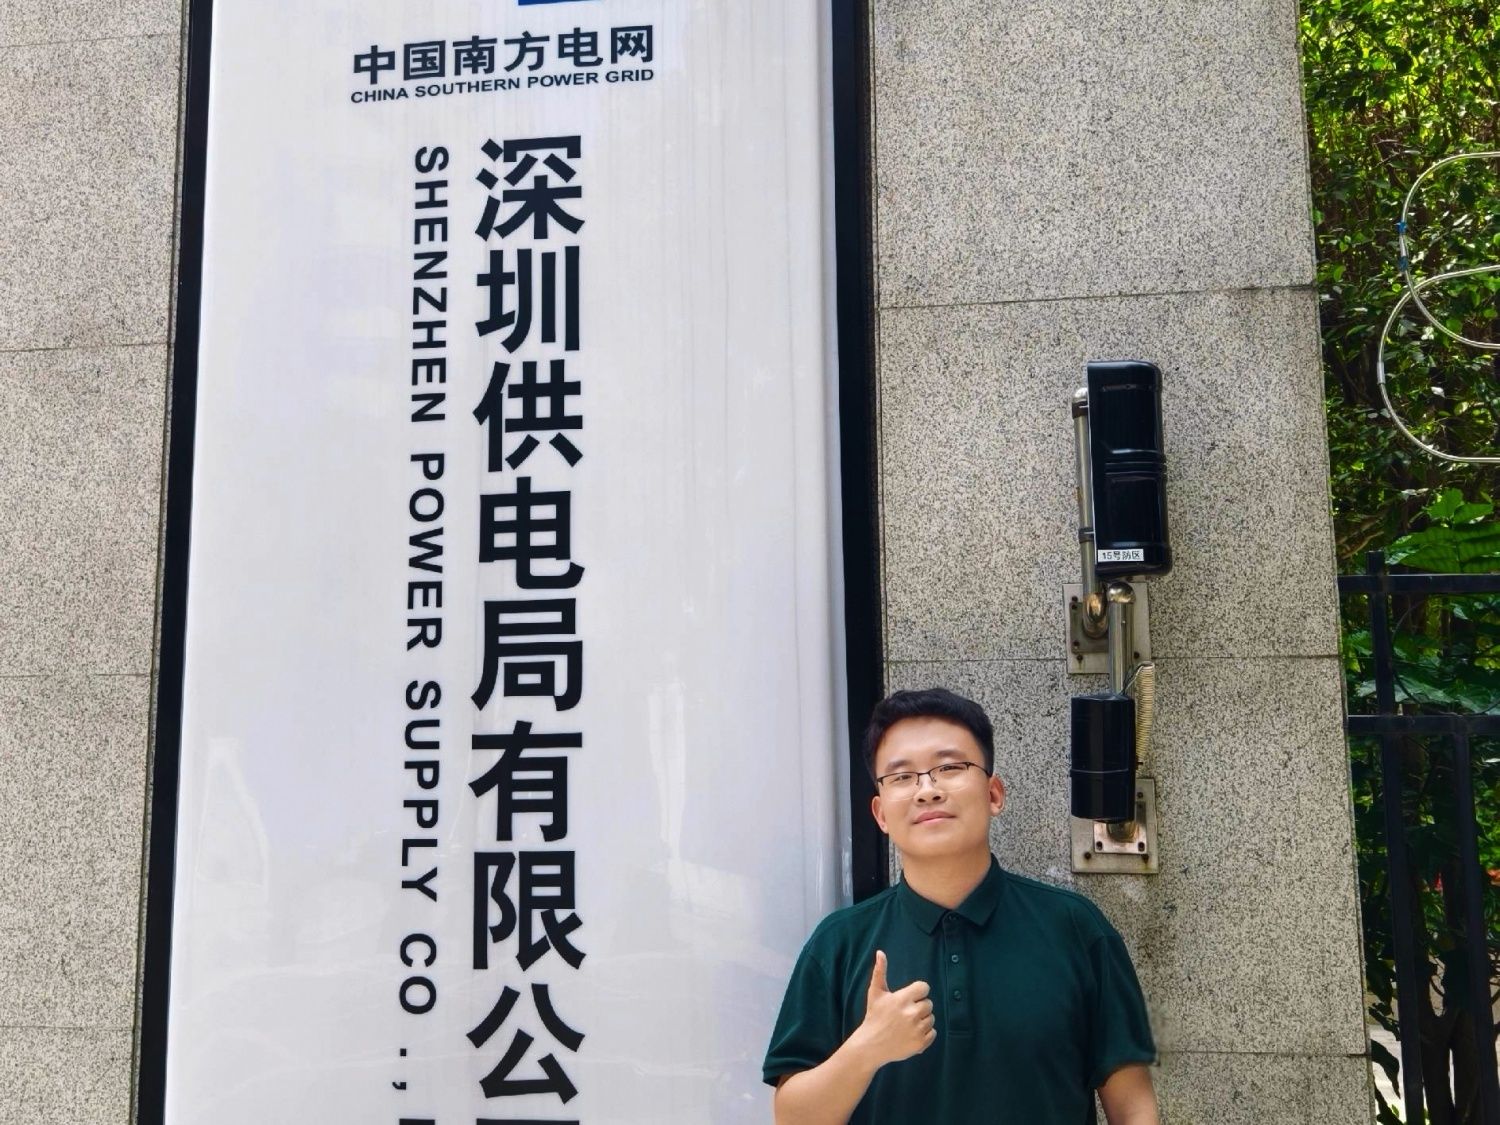 中国南方电网
CHINA SOUTHERN POWER GRID
深圳供电局有限公
SHENZHEN POWER SUPPLY CO .,
15号防区